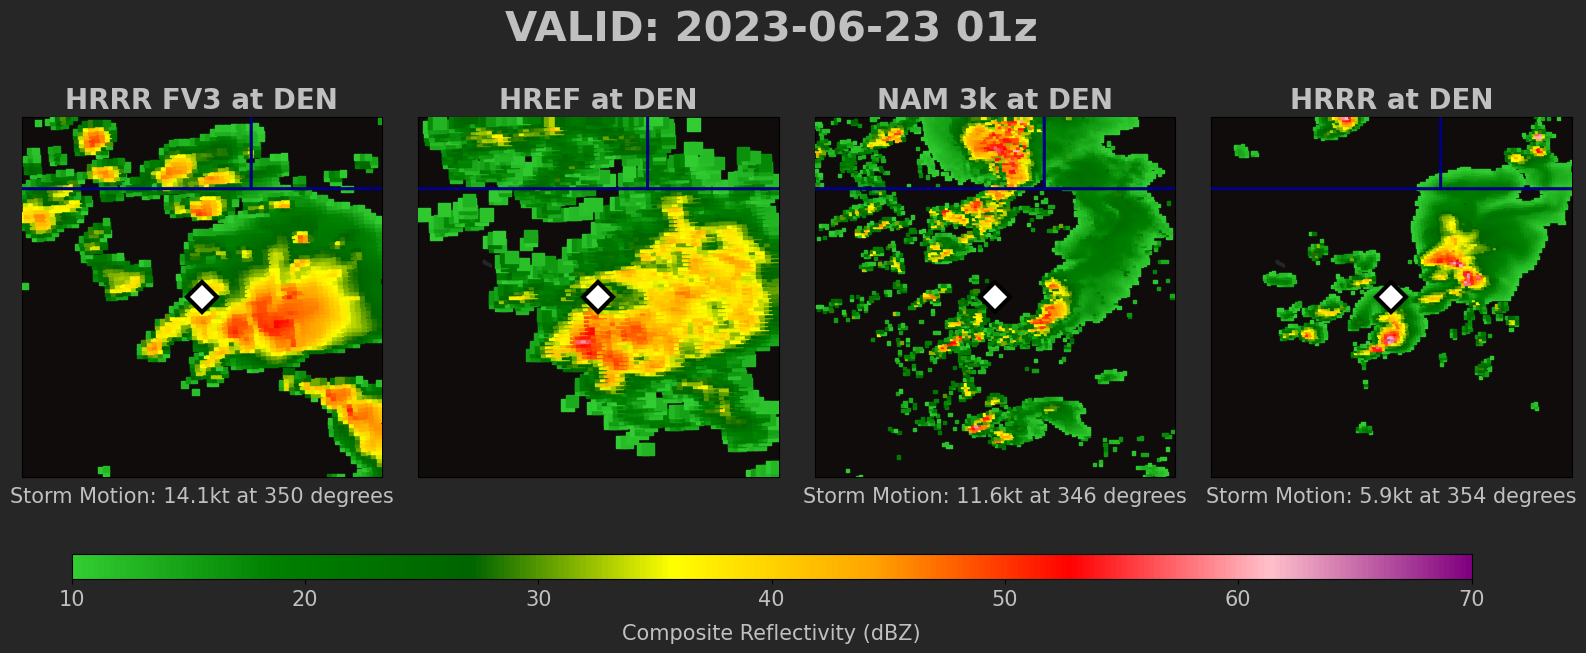 VALID: 2023-06-23 01z
HRRR FV3 at DEN
HREF at DEN
NAM 3k at DEN
HRRR at DEN
Storm Motion: 14.1kt at 350 degrees
Storm Motion: 11.6kt at 346 degrees
Storm Motion: 5.9kt at 354 degrees
10 20 30 40 50 60 70
Composite Reflectivity (dBZ)